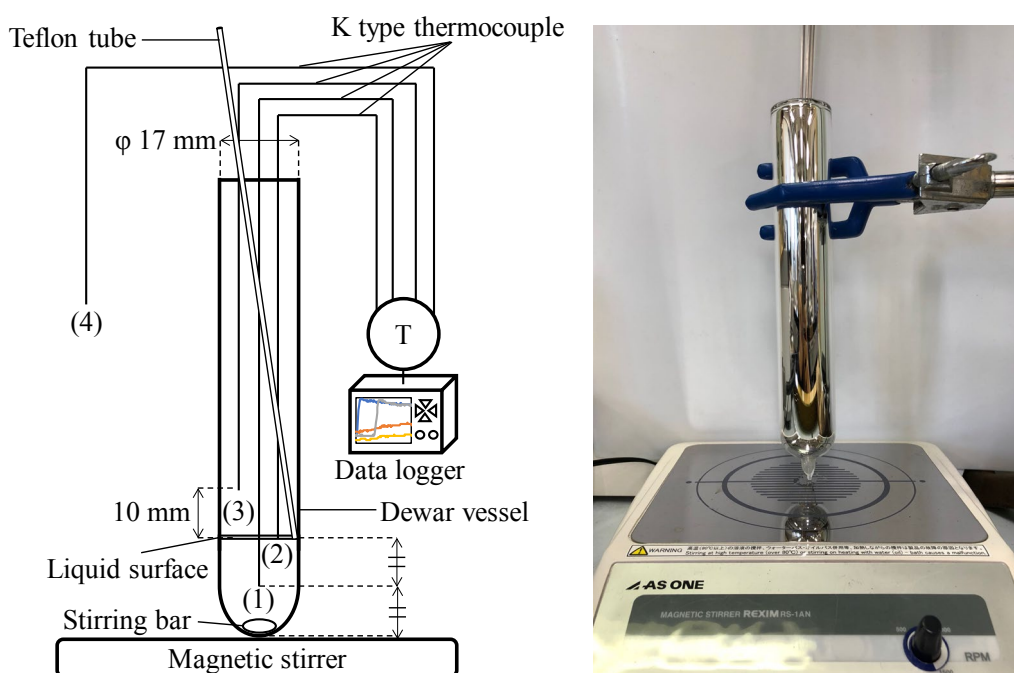 Teflon tube
K type thermocouple
φ 17 mm
(4)
T
Data logger
10 mm
(3)
Dewar vessel
(2)
Liquid surface
(1)
Stirring bar
Magnetic stirrer
WARNING
AS ONE
MAGNETIC STIRRER REXIM RS-1AN
RPM